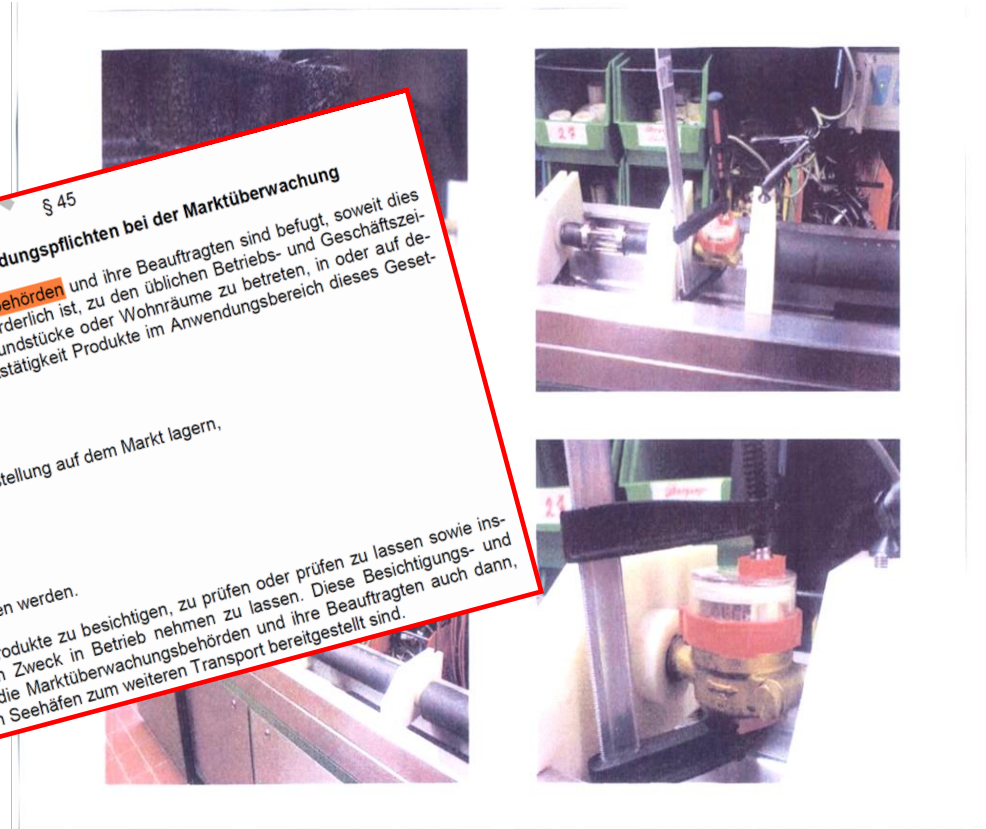 § 45
dungspflichten bei der Marktüberwachung
ehörden und ihre Beauftragten sind befugt, soweit dies
rderlich ist, zu den üblichen Betriebs- und Geschäftszei-
undstücke oder Wohnräume zu betreten, in oder auf de-
stätigkeit Produkte im Anwendungsbereich dieses Geset-
stellung auf dem Markt lagern,
en werden.
rodukte zu besichtigen, zu prüfen oder prüfen zu lassen sowie ins-
n Zweck in Betrieb nehmen zu lassen. Diese Besichtigungs- und
die Marktüberwachungsbehörden und ihre Beauftragten auch dann,
n Seehäfen zum weiteren Transport bereitgestellt sind.
27